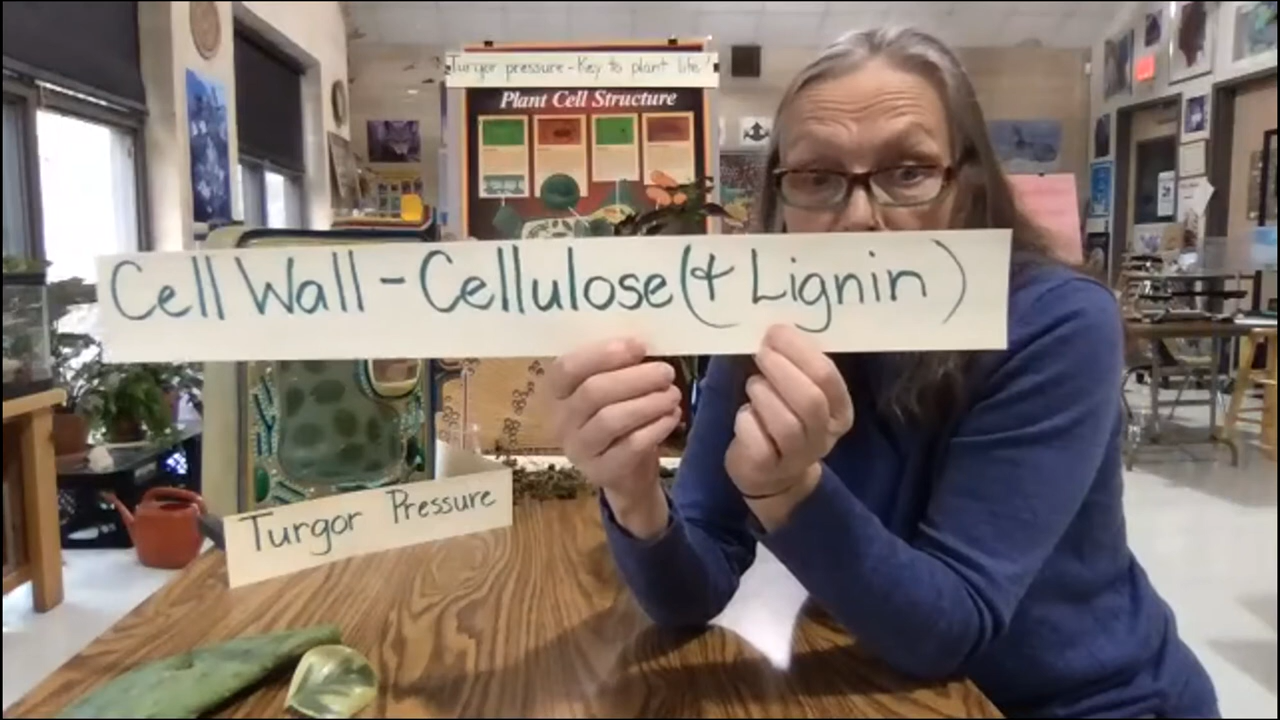 Turgor pressure - Key to plant life!
Plant Cell Structure
Cell Wall - Cellulose (+ Lignin)
Turgor Pressure